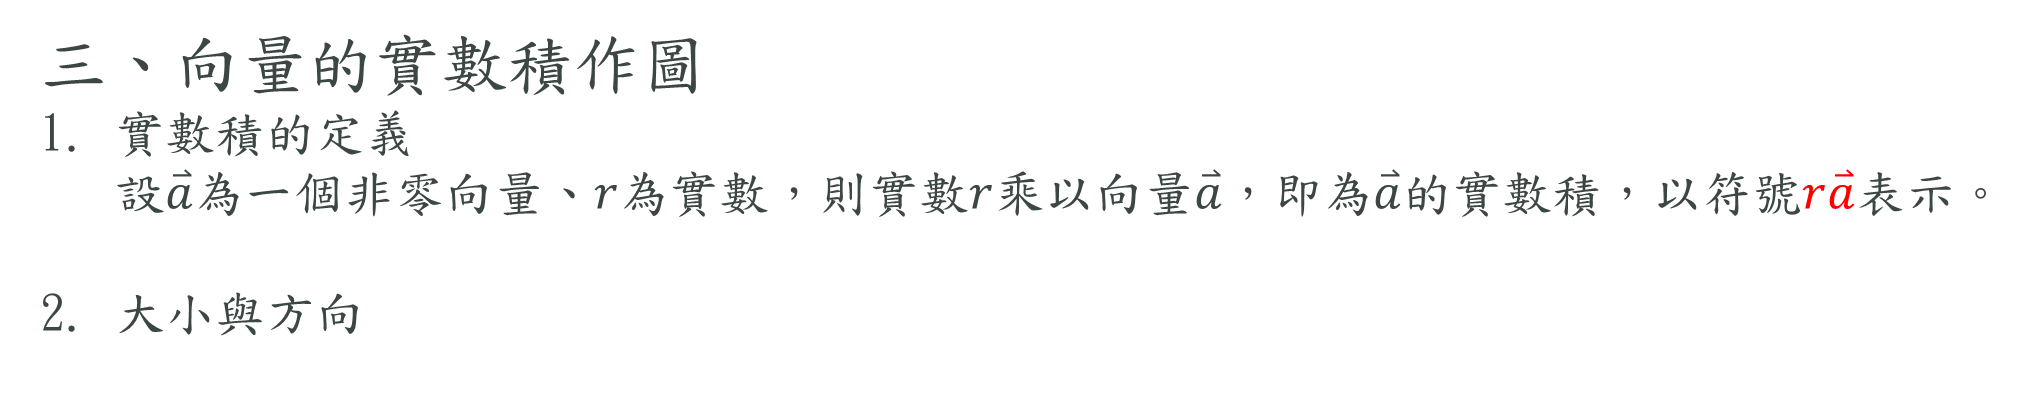 三、向量的實數積作圖
1. 實數積的定義
設a⃗為一個非零向量、r為實數，則實數r乘以向量a⃗，即為a⃗的實數積，以符號ra⃗表示。
2. 大小與方向